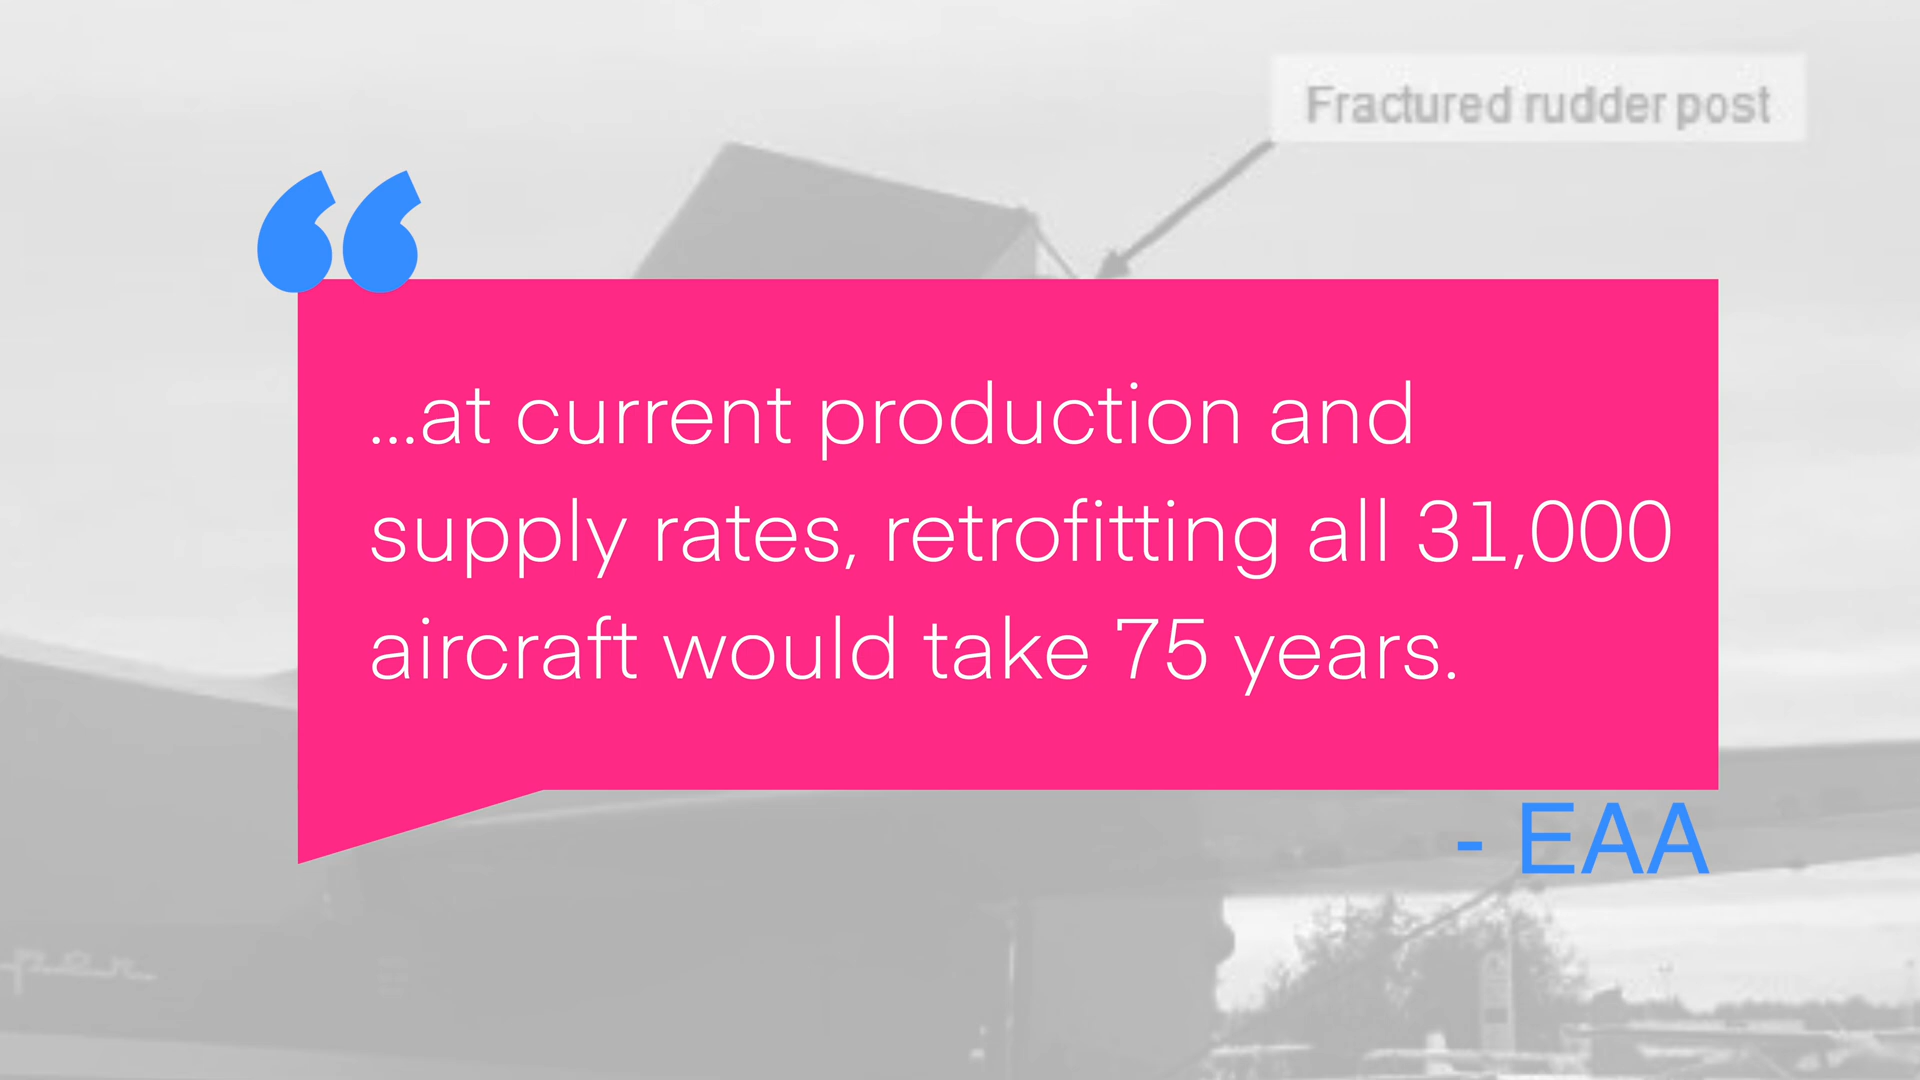 Fractured rudder post
“
...at current production and
supply rates, retrofitting all 31,000
aircraft would take 75 years.
- EAA